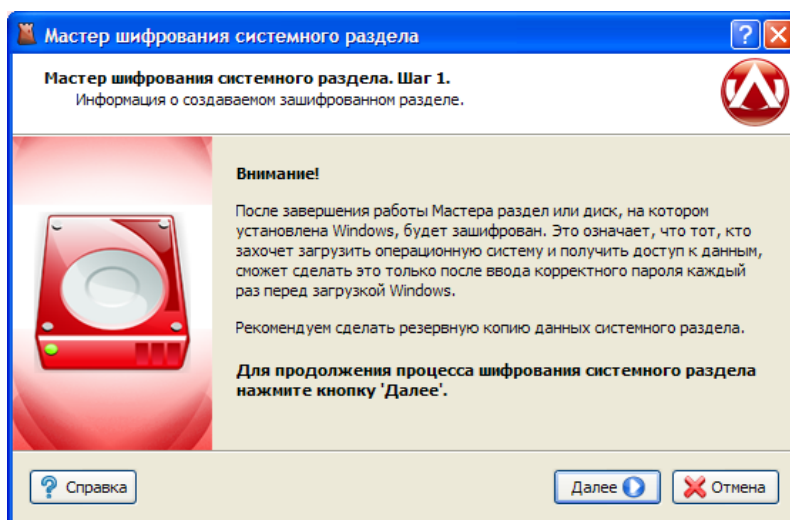 Мастер шифрования системного раздела
Мастер шифрования системного раздела. Шаг 1.
Информация о создаваемом зашифрованном разделе.
Внимание!
После завершения работы Мастера раздел или диск, на котором
установлена Windows, будет зашифрован. Это означает, что тот, кто
захочет загрузить операционную систему и получить доступ к данным,
сможет сделать это только после ввода корректного пароля каждый
раз перед загрузкой Windows.
Рекомендуем сделать резервную копию данных системного раздела.
Для продолжения процесса шифрования системного раздела
нажмите кнопку 'Далее'.
Справка
Далее
Отмена